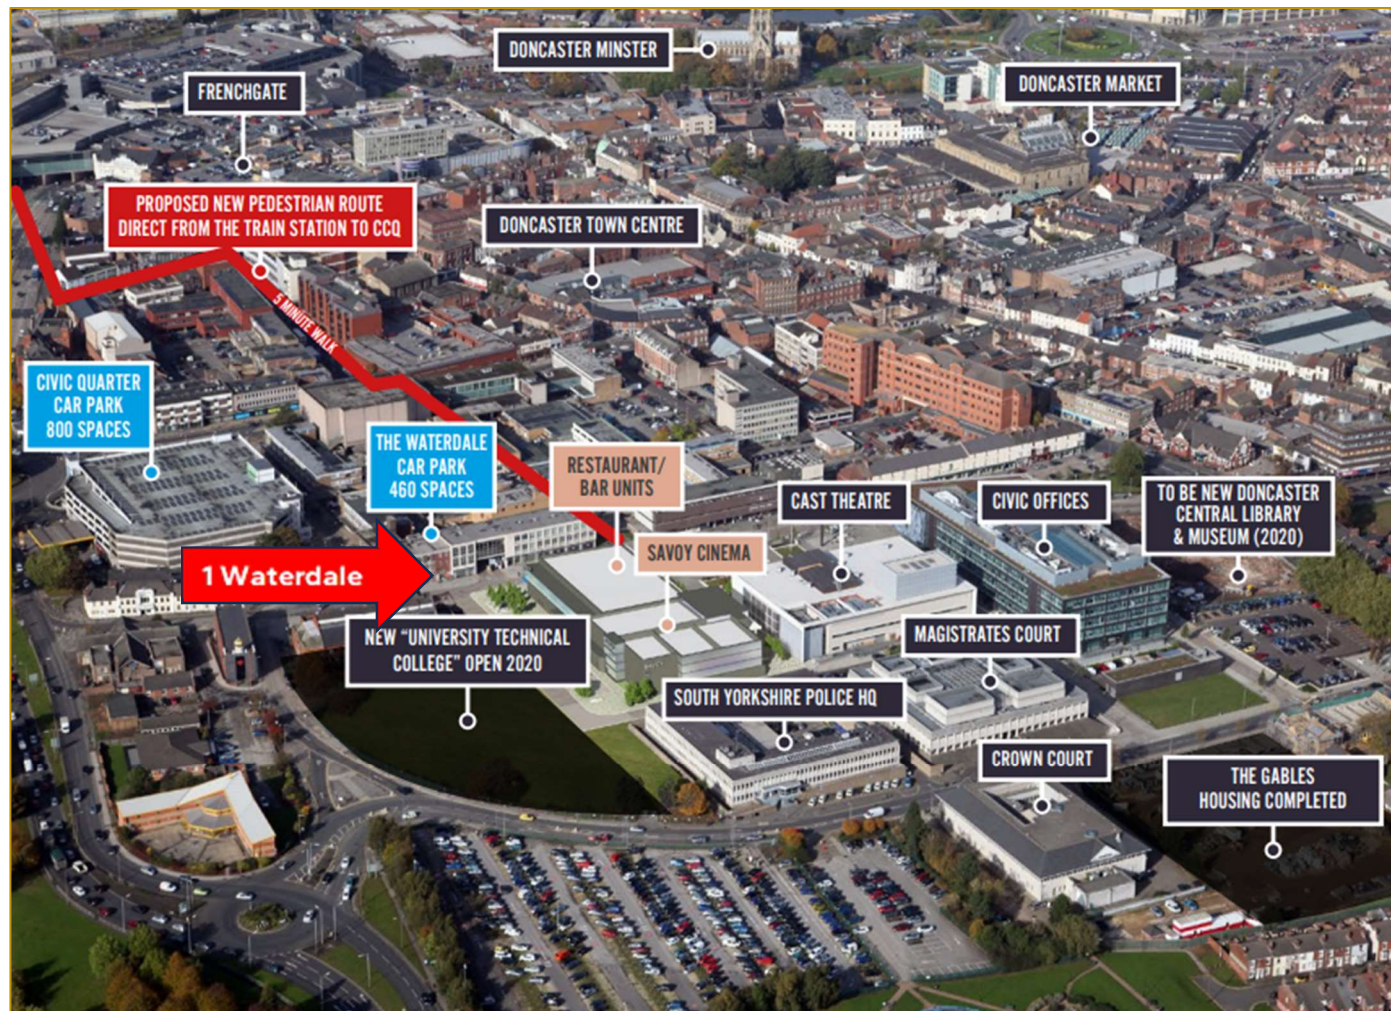 DONCASTER MINSTER
FRENCHGATE
DONCASTER MARKET
PROPOSED NEW PEDESTRIAN ROUTE
DIRECT FROM THE TRAIN STATION TO CCQ
DONCASTER TOWN CENTRE
5 MINUTE WALK
CIVIC QUARTER
CAR PARK
800 SPACES
THE WATERDALE
CAR PARK
460 SPACES
RESTAURANT/
BAR UNITS
CAST THEATRE
CIVIC OFFICES
TO BE NEW DONCASTER
CENTRAL LIBRARY
& MUSEUM (2020)
SAVOY CINEMA
1 Waterdale
NEW “UNIVERSITY TECHNICAL
COLLEGE” OPEN 2020
MAGISTRATES COURT
SOUTH YORKSHIRE POLICE HQ
CROWN COURT
THE GABLES
HOUSING COMPLETED